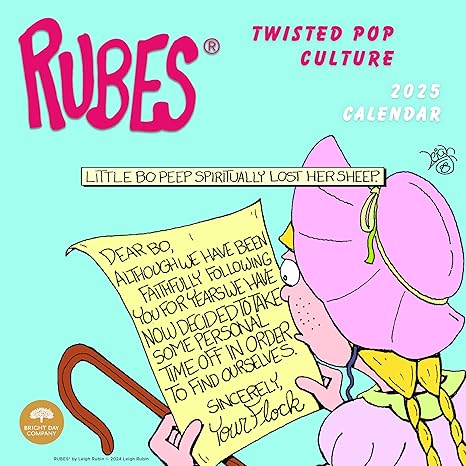 RUBES®
TWISTED POP
CULTURE
2025
CALENDAR
LITTLE BO PEEP SPIRITUALLY LOST HER SHEEP.
DEAR BO,
ALTHOUGH WE HAVE BEEN
FAITHFULLY FOLLOWING
YOU FOR YEARS WE HAVE
NOW DECIDED TO TAKE
SOME PERSONAL
TIME OFF IN ORDER
TO FIND OURSELVES.
SINCERELY,
Your Flock
BRIGHT DAY
COMPANY
RUBES® by Leigh Rubin © 2024 Leigh Rubin